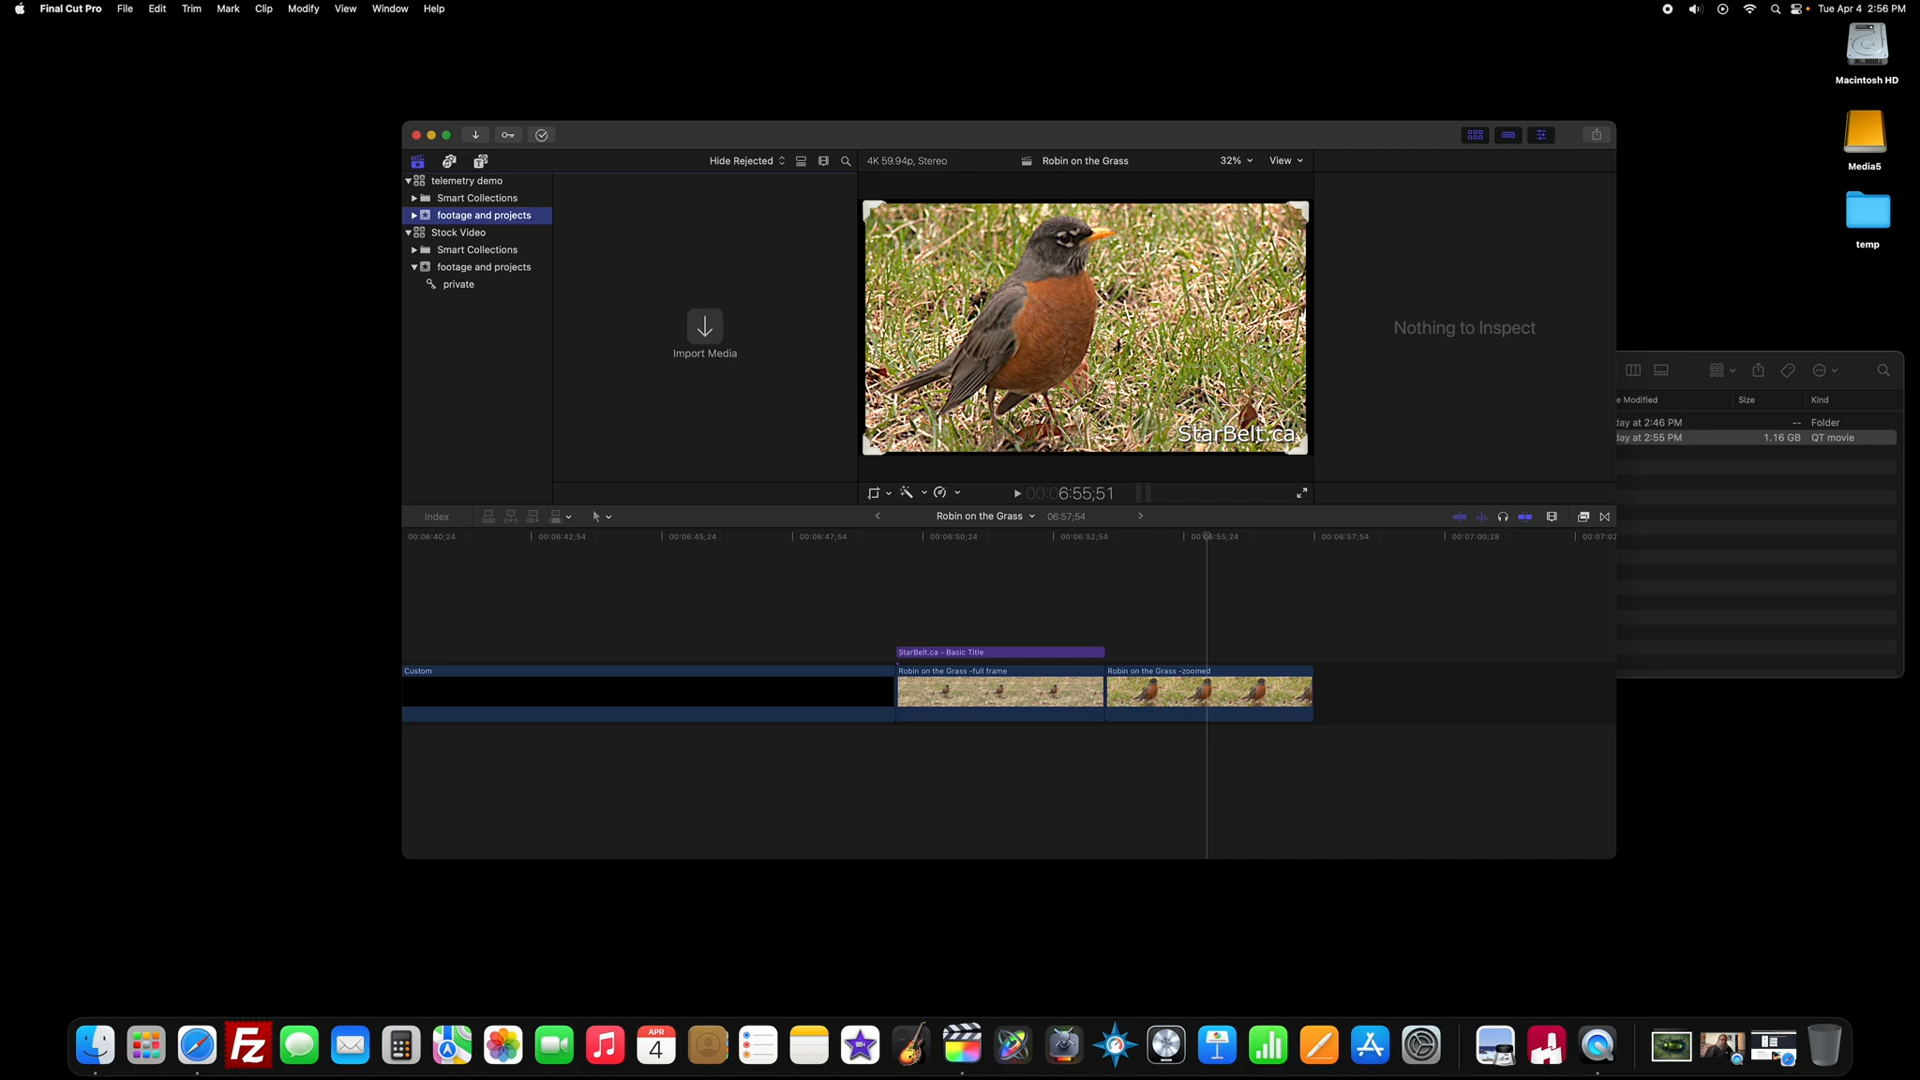 Final Cut Pro File Edit Trim Mark Clip Modify View Window Help
Tue Apr 4 2:56 PM
Macintosh HD
Media5
temp
Hide Rejected
4K 59.94p, Stereo
Robin on the Grass
32%
View
telemetry demo
Smart Collections
footage and projects
Stock Video
Smart Collections
footage and projects
private
Import Media
StarBelt.ca
Nothing to Inspect
e Modified Size Kind
day at 2:46 PM -- Folder
day at 2:55 PM 1.16 GB QT movie
00:06:55;51
Index
Robin on the Grass
06:57;54
00:06:40;24 00:06:42;54 00:06:45;24 00:06:47;54 00:06:50;24 00:06:52;54 00:06:55;24 00:06:57;54 00:07:00;28 00:07:02
StarBelt.ca - Basic Title
Custom
Robin on the Grass -full frame
Robin on the Grass -zoomed
Fz
APR
4